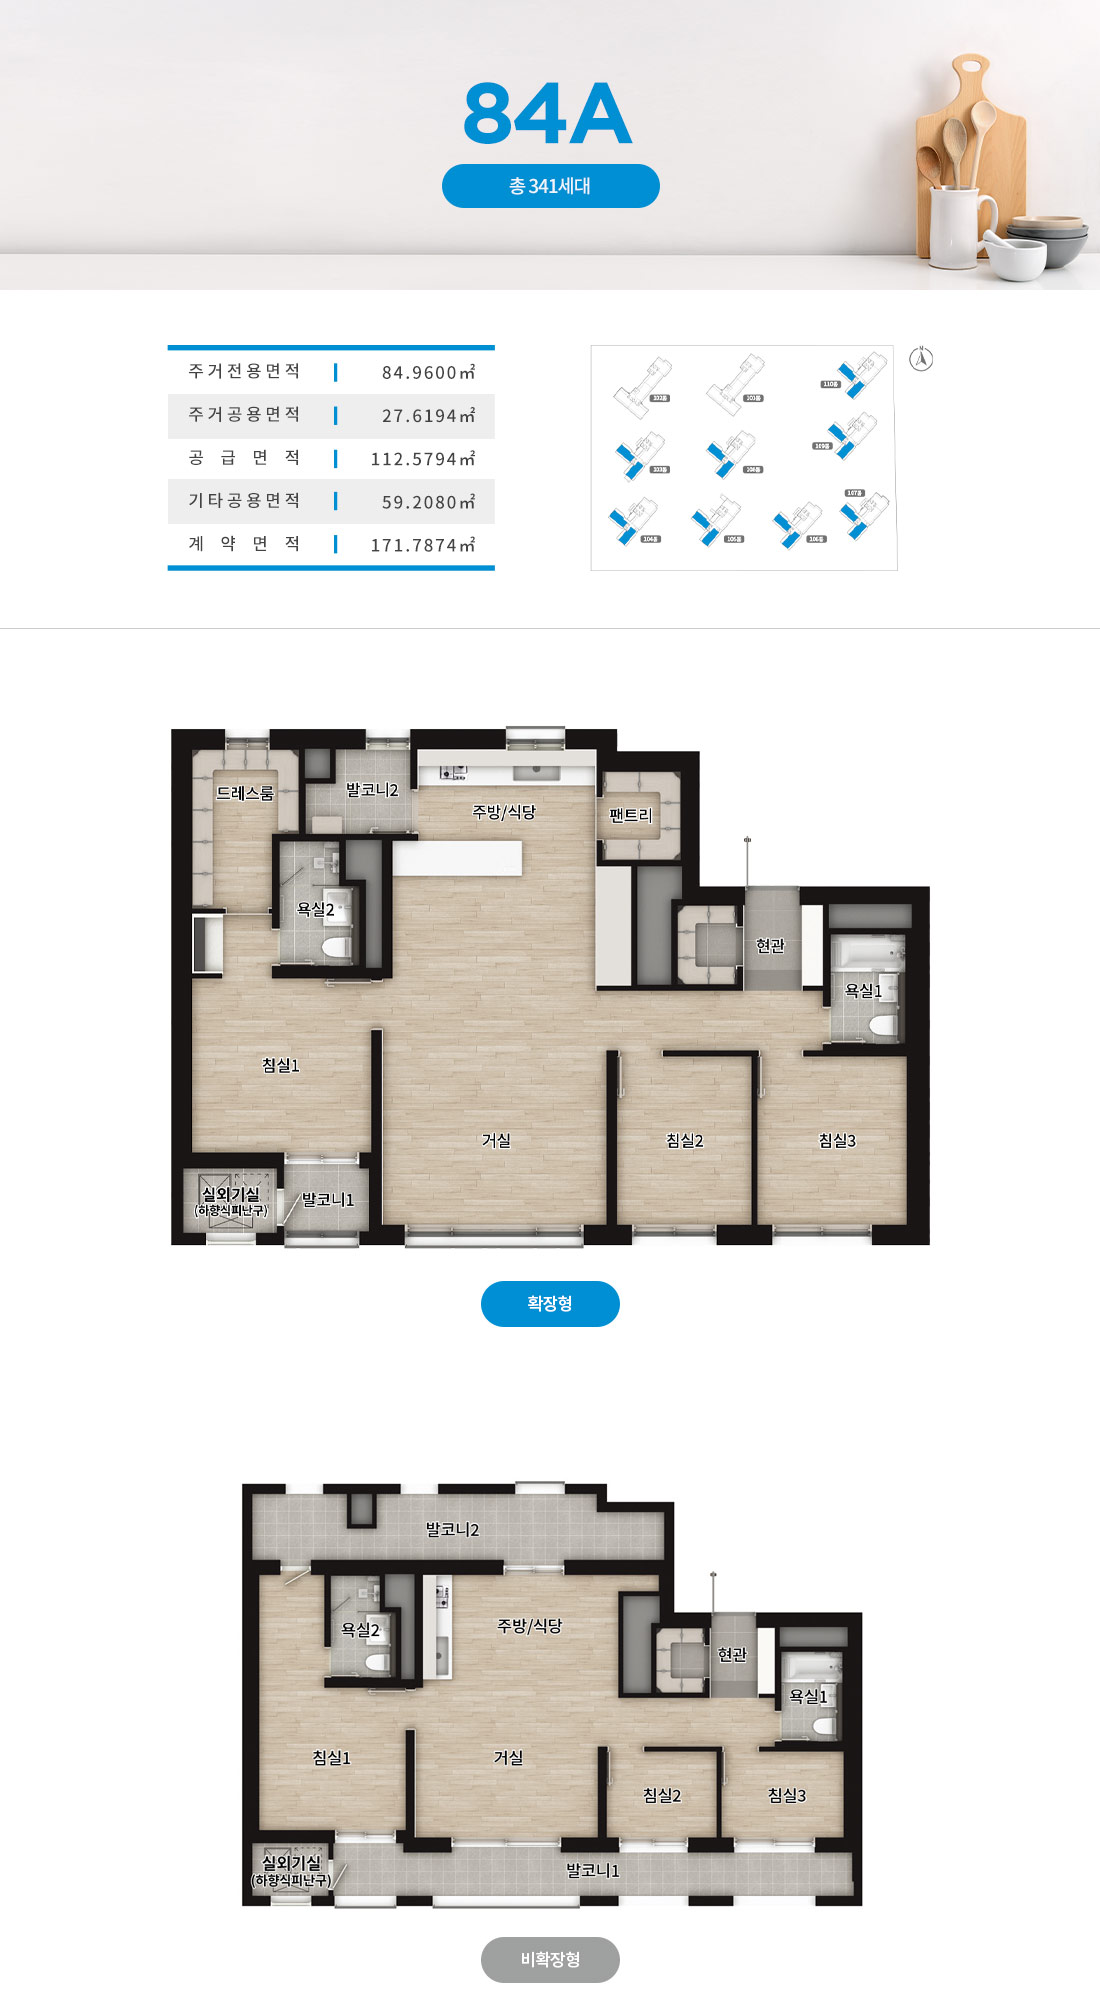 84A
총 341세대
주거전용면적 84.9600㎡
주거공용면적 27.6194㎡
공급면적 112.5794㎡
기타공용면적 59.2080㎡
계약면적 171.7874㎡
N
102동
101동
110동
109동
103동
107동
104동
105동
드레스룸
발코니2
주방/식당
팬트리
욕실2
현관
욕실1
침실1
거실
침실2
침실3
실외기실
(하향식피난구)
발코니1
확장형
발코니2
욕실2
주방/식당
현관
욕실1
침실1
거실
침실2
침실3
실외기실
(하향식피난구)
발코니1
비확장형